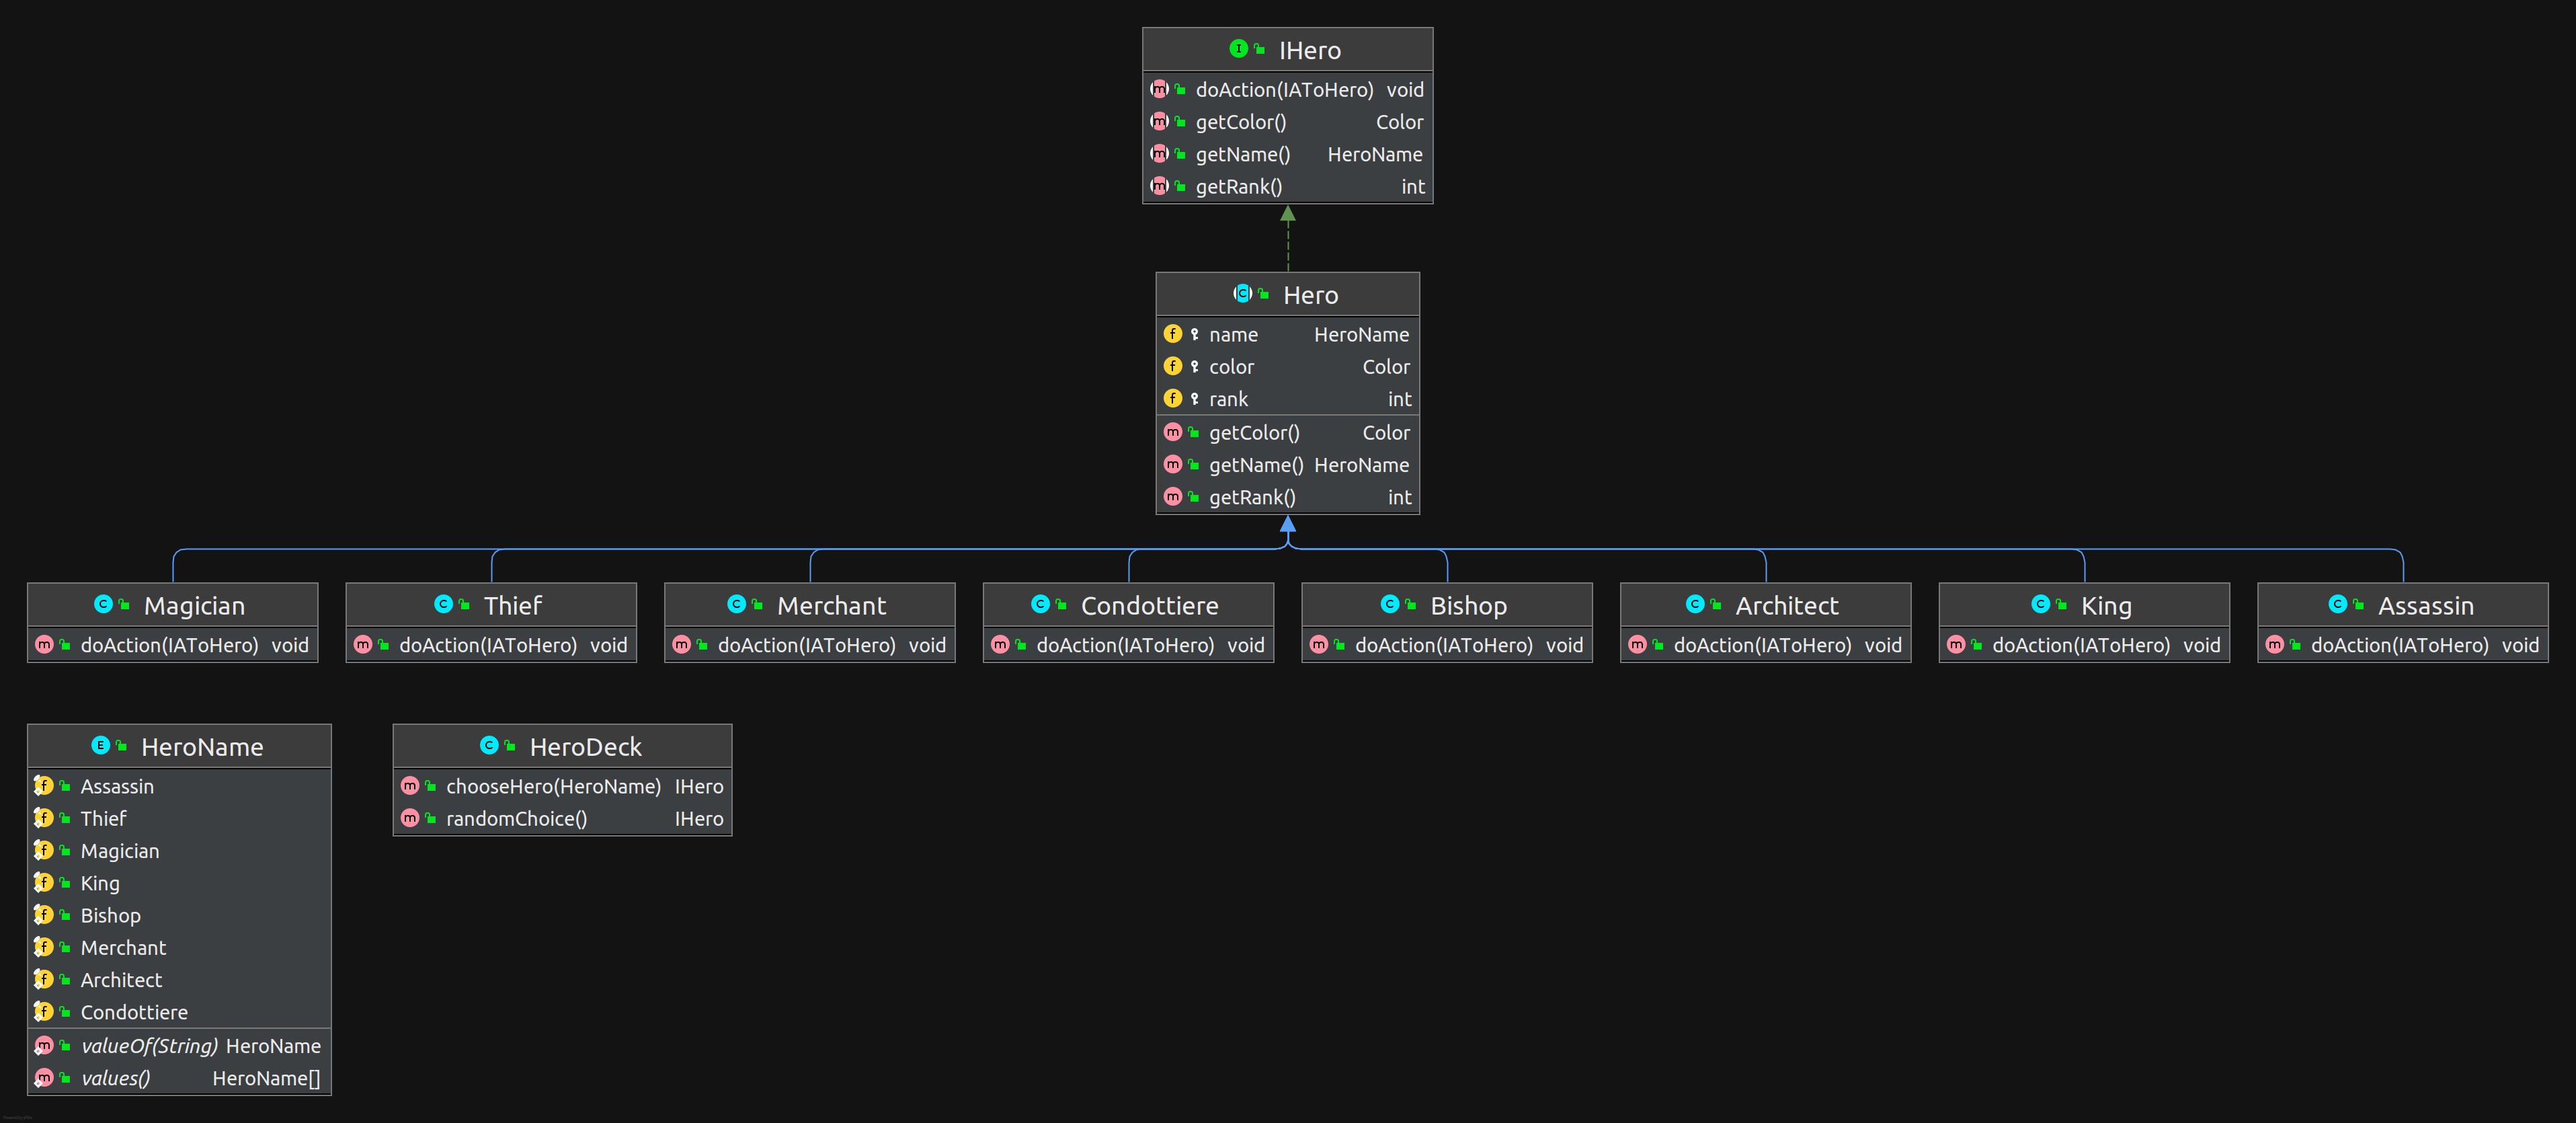 IHero
doAction(IAToHero) void
getColor() Color
getName() HeroName
getRank() int
Hero
name HeroName
color Color
rank int
getColor() Color
getName() HeroName
getRank() int
Magician
doAction(IAToHero) void
Thief
doAction(IAToHero) void
Merchant
doAction(IAToHero) void
Condottiere
doAction(IAToHero) void
Bishop
doAction(IAToHero) void
Architect
doAction(IAToHero) void
King
doAction(IAToHero) void
Assassin
doAction(IAToHero) void
HeroName
Assassin
Thief
Magician
King
Bishop
Merchant
Architect
Condottiere
valueOf(String) HeroName
values() HeroName[]
HeroDeck
chooseHero(HeroName) IHero
randomChoice() IHero